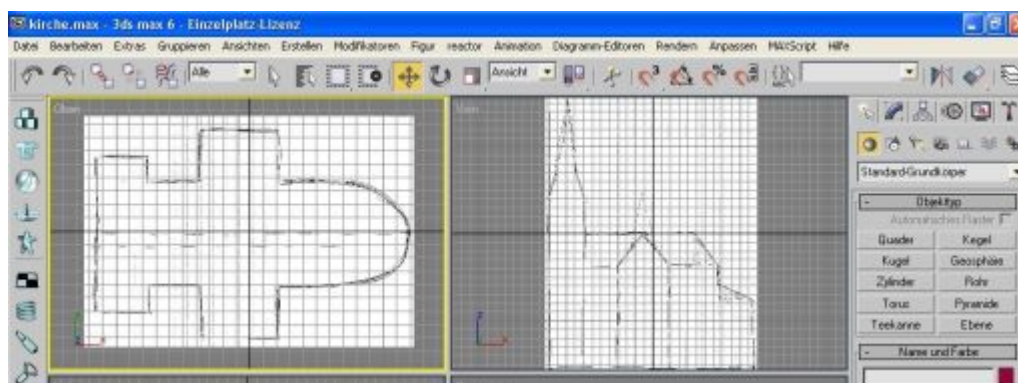 kirche.max - 3ds max 6 - Einzelplatz-Lizenz
Datei Bearbeiten Extras Gruppieren Ansichten Erstellen Modifikatoren Figur reactor Animation Diagramm-Editoren Rendern Anpassen MAXScript Hilfe
Alle Ansicht
Oben
Standard-Grundkörper
- Objekttyp
Automatisches Raster
Quader Kegel
Kugel Geosphäre
Zylinder Rohr
Torus Pyramide
Teekanne Ebene
- Name und Farbe